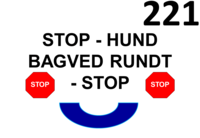 221
STOP - HUND
BAGVED RUNDT
- STOP
STOP
STOP